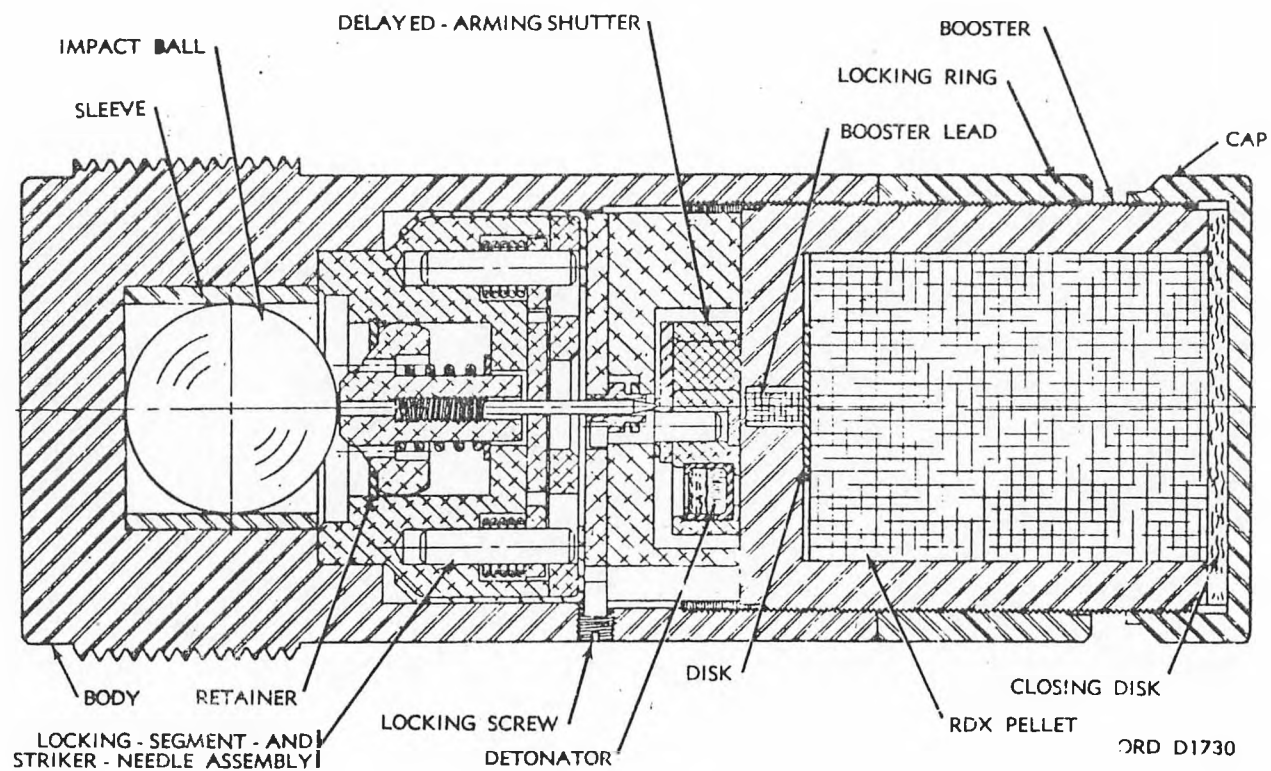 DELAYED - ARMING SHUTTER
BOOSTER
IMPACT BALL
LOCKING RING
SLEEVE
BOOSTER LEAD
CAP
BODY
RETAINER
DISK
CLOSING DISK
LOCKING SCREW
RDX PELLET
LOCKING - SEGMENT - AND
STRIKER - NEEDLE ASSEMBLY
DETONATOR
ORD D1730